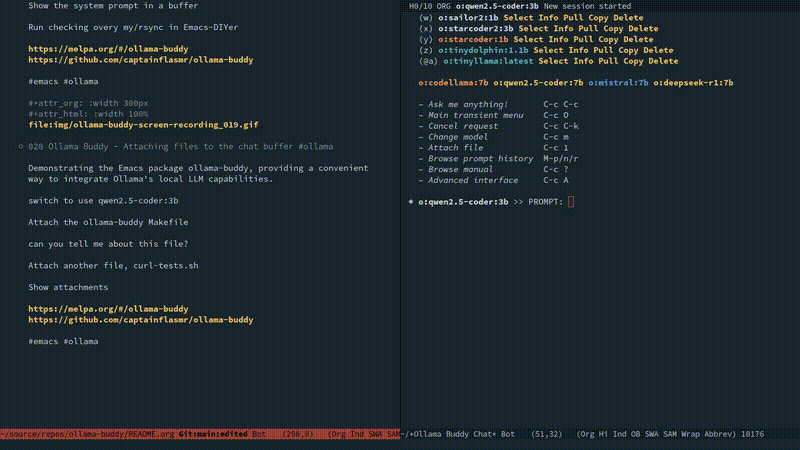 Show the system prompt in a buffer
Run checking overy my/rsync in Emacs-DIYer
https://melpa.org/#/ollama-buddy
https://github.com/captainflasmr/ollama-buddy
#emacs #ollama
#+attr_org: :width 300px
#+attr_html: :width 100%
file:img/ollama-buddy-screen-recording_019.gif
○ 020 Ollama Buddy - Attaching files to the chat buffer #ollama
Demonstrating the Emacs package ollama-buddy, providing a convenient
way to integrate Ollama's local LLM capabilities.
switch to use qwen2.5-coder:3b
Attach the ollama-buddy Makefile
can you tell me about this file?
Attach another file, curl-tests.sh
Show attachments
https://melpa.org/#/ollama-buddy
https://github.com/captainflasmr/ollama-buddy
#emacs #ollama
~/source/repos/ollama-buddy/README.org Git:main:edited Bot (298,0) (Org Ind SWA SAM
H0/10 ORG o:qwen2.5-coder:3b New session started
(w) o:sailor2:1b Select Info Pull Copy Delete
(x) o:starcoder2:3b Select Info Pull Copy Delete
(y) o:starcoder:1b Select Info Pull Copy Delete
(z) o:tinydolphin:1.1b Select Info Pull Copy Delete
(@a) o:tinyllama:latest Select Info Pull Copy Delete
o:codellama:7b o:qwen2.5-coder:7b o:mistral:7b o:deepseek-r1:7b
- Ask me anything! C-c C-c
- Main transient menu C-c O
- Cancel request C-c C-k
- Change model C-c m
- Attach file C-c 1
- Browse prompt history M-p/n/r
- Browse manual C-c ?
- Advanced interface C-c A
* o:qwen2.5-coder:3b >> PROMPT:
~/*Ollama Buddy Chat* Bot (51,32) (Org Hi Ind OB SWA SAM Wrap Abbrev) 10176